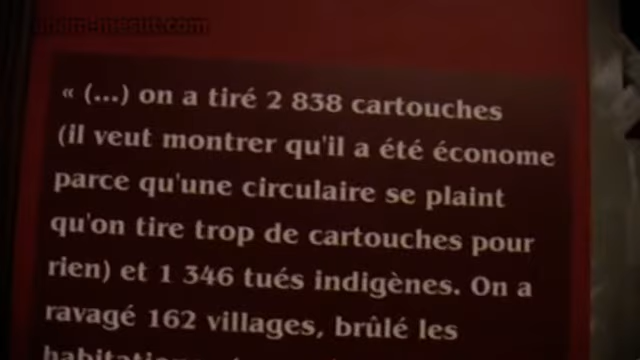 « (...) on a tiré 2 838 cartouches
(il veut montrer qu'il a été économe
parce qu'une circulaire se plaint
qu'on tire trop de cartouches pour
rien) et 1 346 tués indigènes. On a
ravagé 162 villages, brûlé les